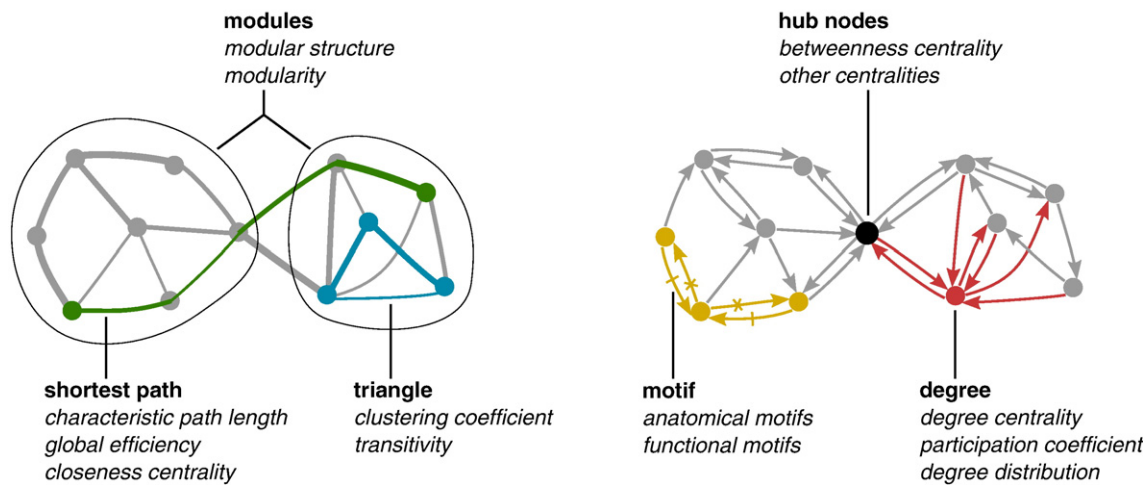 modules
modular structure
modularity
hub nodes
betweenness centrality
other centralities
shortest path
characteristic path length
global efficiency
closeness centrality
triangle
clustering coefficient
transitivity
motif
anatomical motifs
functional motifs
degree
degree centrality
participation coefficient
degree distribution